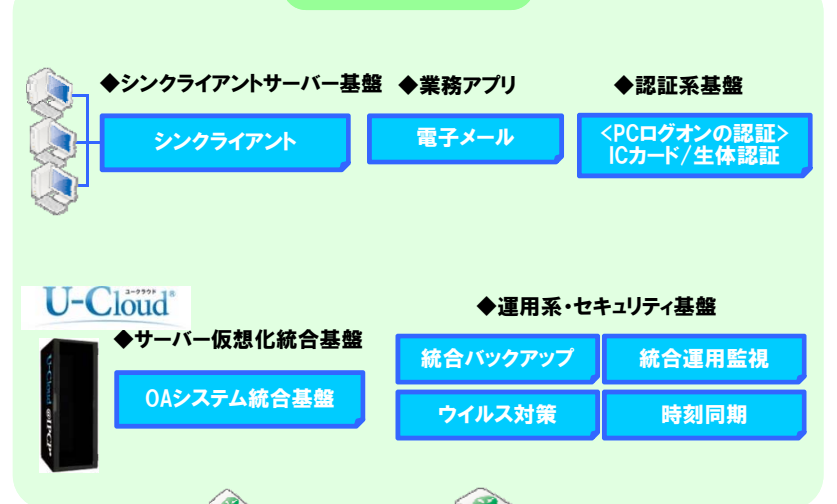 ◆シンクライアントサーバー基盤
◆業務アプリ
◆認証系基盤
シンクライアント
電子メール
<PCログオンの認証>
ICカード/生体認証
ユークラウド
U-Cloud®
◆サーバー仮想化統合基盤
◆運用系・セキュリティ基盤
OAシステム統合基盤
統合バックアップ
統合運用監視
ウイルス対策
時刻同期
U-Cloud
@IPCP